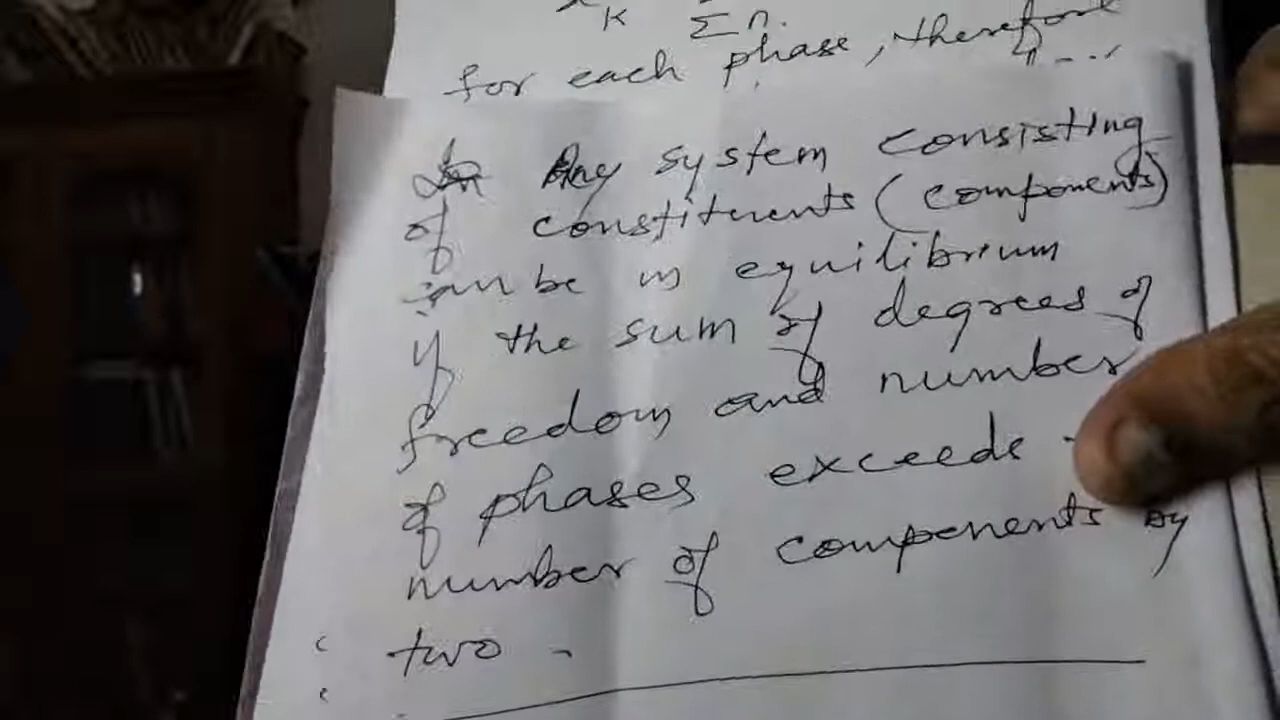 K Σn.
for each phase, therefore
Any system consisting
of constituents (components)
can be in equilibrium
if the sum of degrees of
freedom and number
of phases exceeds
number of components by
two.